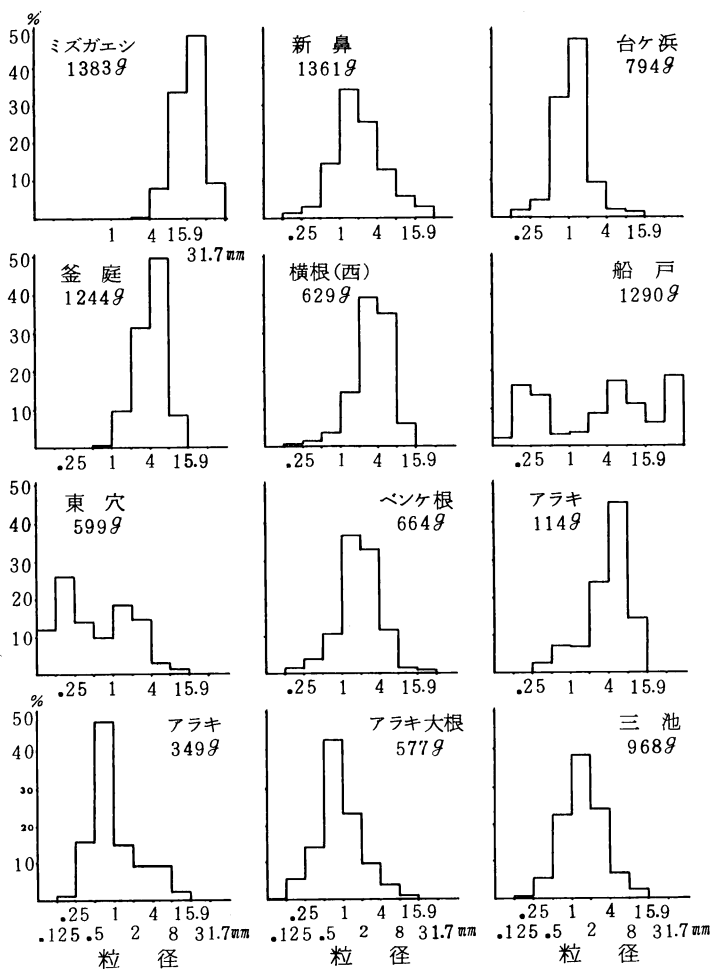 %
50
40
30
20
10
ミズガエシ
1383g
1 4 15.9
31.7mm
新鼻
1361g
.25 1 4 15.9
台ケ浜
794g
.25 1 4 15.9
50
40
30
20
10
釜庭
1244g
.25 1 4 15.9
横根(西)
629g
.25 1 4 15.9
船戸
1290g
.25 1 4 15.9
50
40
30
20
10
東穴
599g
.25 1 4 15.9
ベンケ根
664g
.25 1 4 15.9
アラキ
114g
.25 1 4 15.9
%
50
40
30
20
10
アラキ
349g
.25 1 4 15.9
.125 .5 2 8 31.7mm
粒径
アラキ大根
577g
.25 1 4 15.9
.125 .5 2 8 31.7mm
粒径
三池
968g
.25 1 4 15.9
.125 .5 2 8 31.7mm
粒径